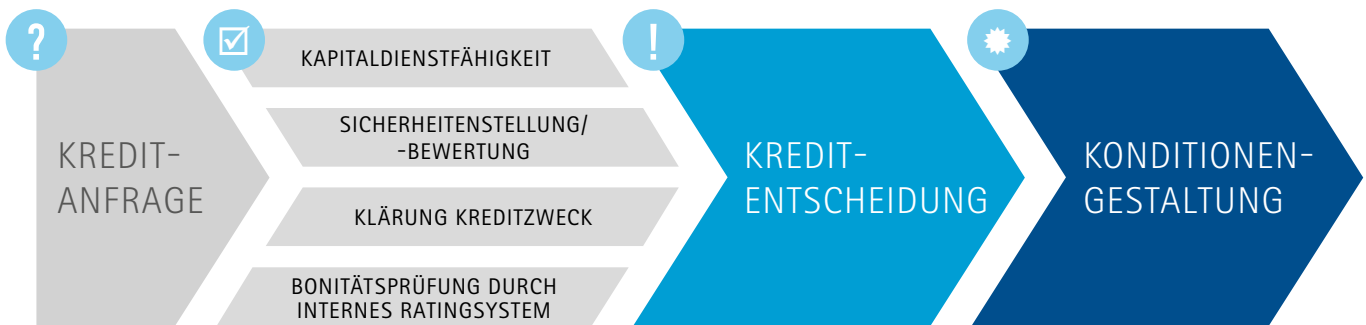 ?
KREDIT-
ANFRAGE
KAPITALDIENSTFÄHIGKEIT
SICHERHEITENSTELLUNG/
-BEWERTUNG
KLÄRUNG KREDITZWECK
BONITÄTSPRÜFUNG DURCH
INTERNES RATINGSYSTEM
!
KREDIT-
ENTSCHEIDUNG
KONDITIONEN-
GESTALTUNG